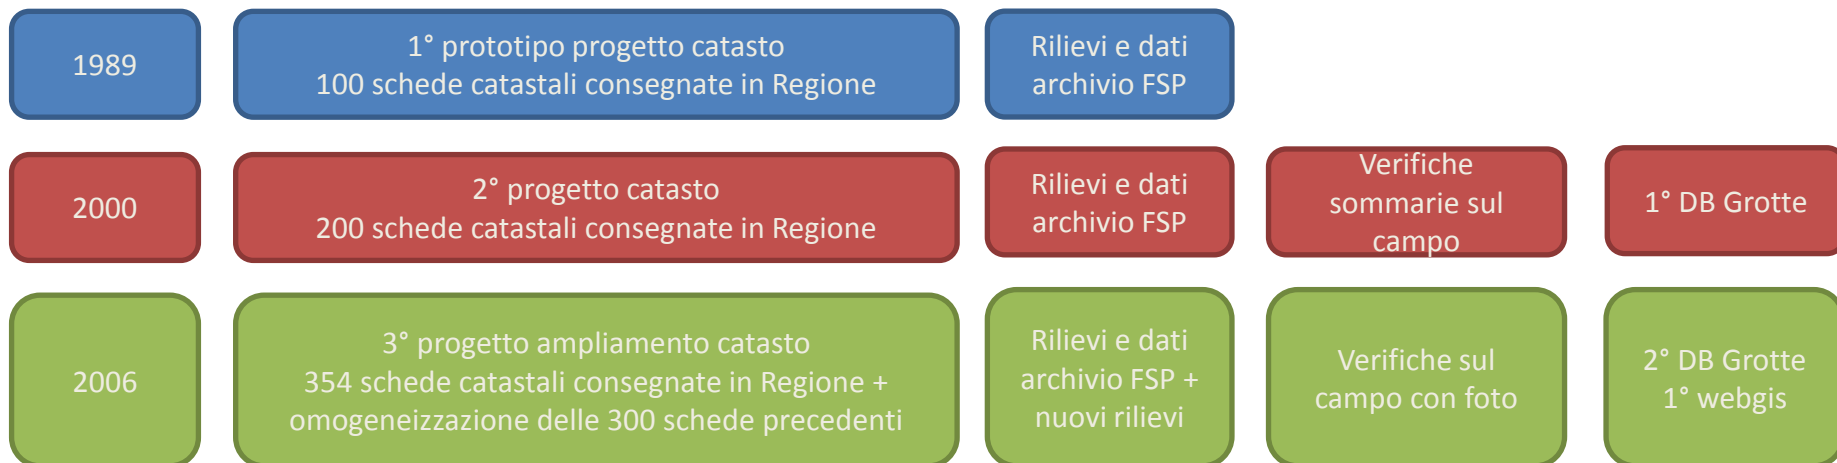 1989
1° prototipo progetto catasto
100 schede catastali consegnate in Regione
Rilievi e dati
archivio FSP
2000
2° progetto catasto
200 schede catastali consegnate in Regione
Rilievi e dati
archivio FSP
Verifiche
sommarie sul
campo
1° DB Grotte
2006
3° progetto ampliamento catasto
354 schede catastali consegnate in Regione +
omogeneizzazione delle 300 schede precedenti
Rilievi e dati
archivio FSP +
nuovi rilievi
Verifiche sul
campo con foto
2° DB Grotte
1° webgis